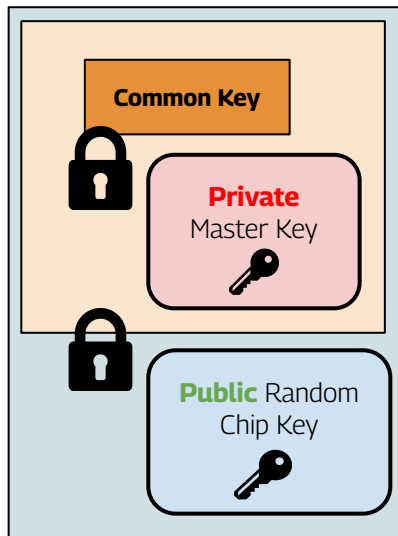 Common Key
Private
Master Key
Public Random
Chip Key